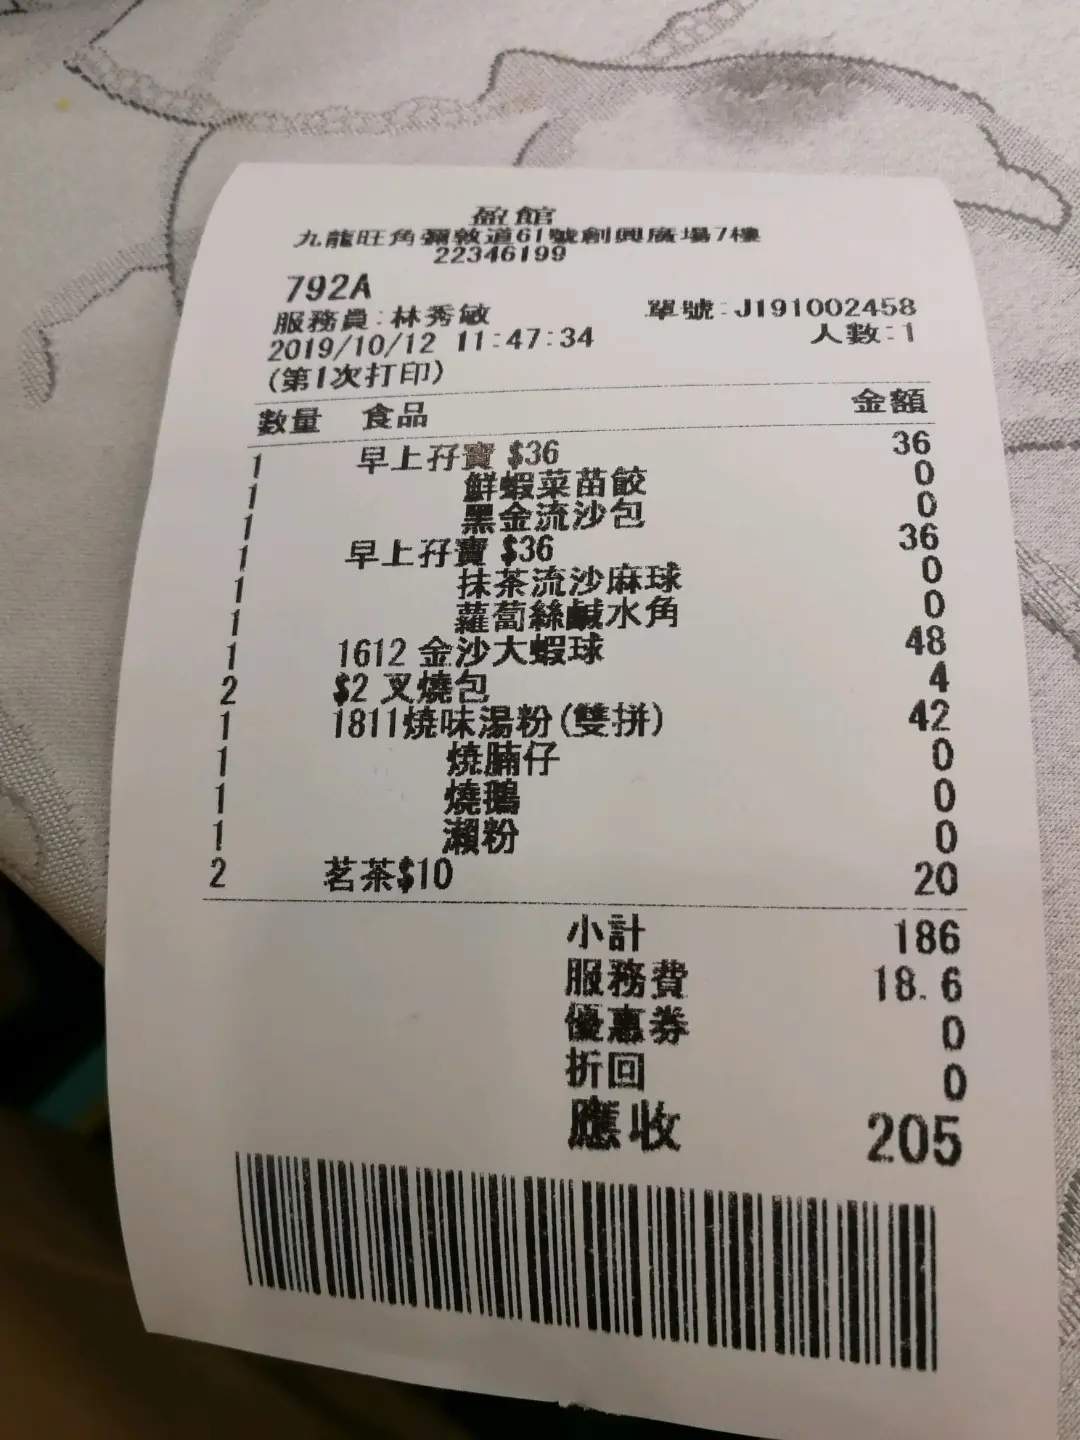 盈館
九龍旺角彌敦道61號創興廣場7樓
22346199
792A
服務員:林秀敏 單號:J191002458
2019/10/12 11:47:34 人數:1
(第1次打印)
數量 食品 金額
1 早上孖寶 $36 36
1 鮮蝦菜苗餃 0
1 黑金流沙包 0
1 早上孖寶 $36 36
1 抹茶流沙麻球 0
1 蘿蔔絲鹹水角 0
1 1612 金沙大蝦球 48
2 $2 叉燒包 4
1 1811燒味湯粉(雙拼) 42
1 燒腩仔 0
1 燒鵝 0
1 瀨粉 0
2 茗茶$10 20
小計 186
服務費 18.6
優惠券 0
折回 0
應收 205